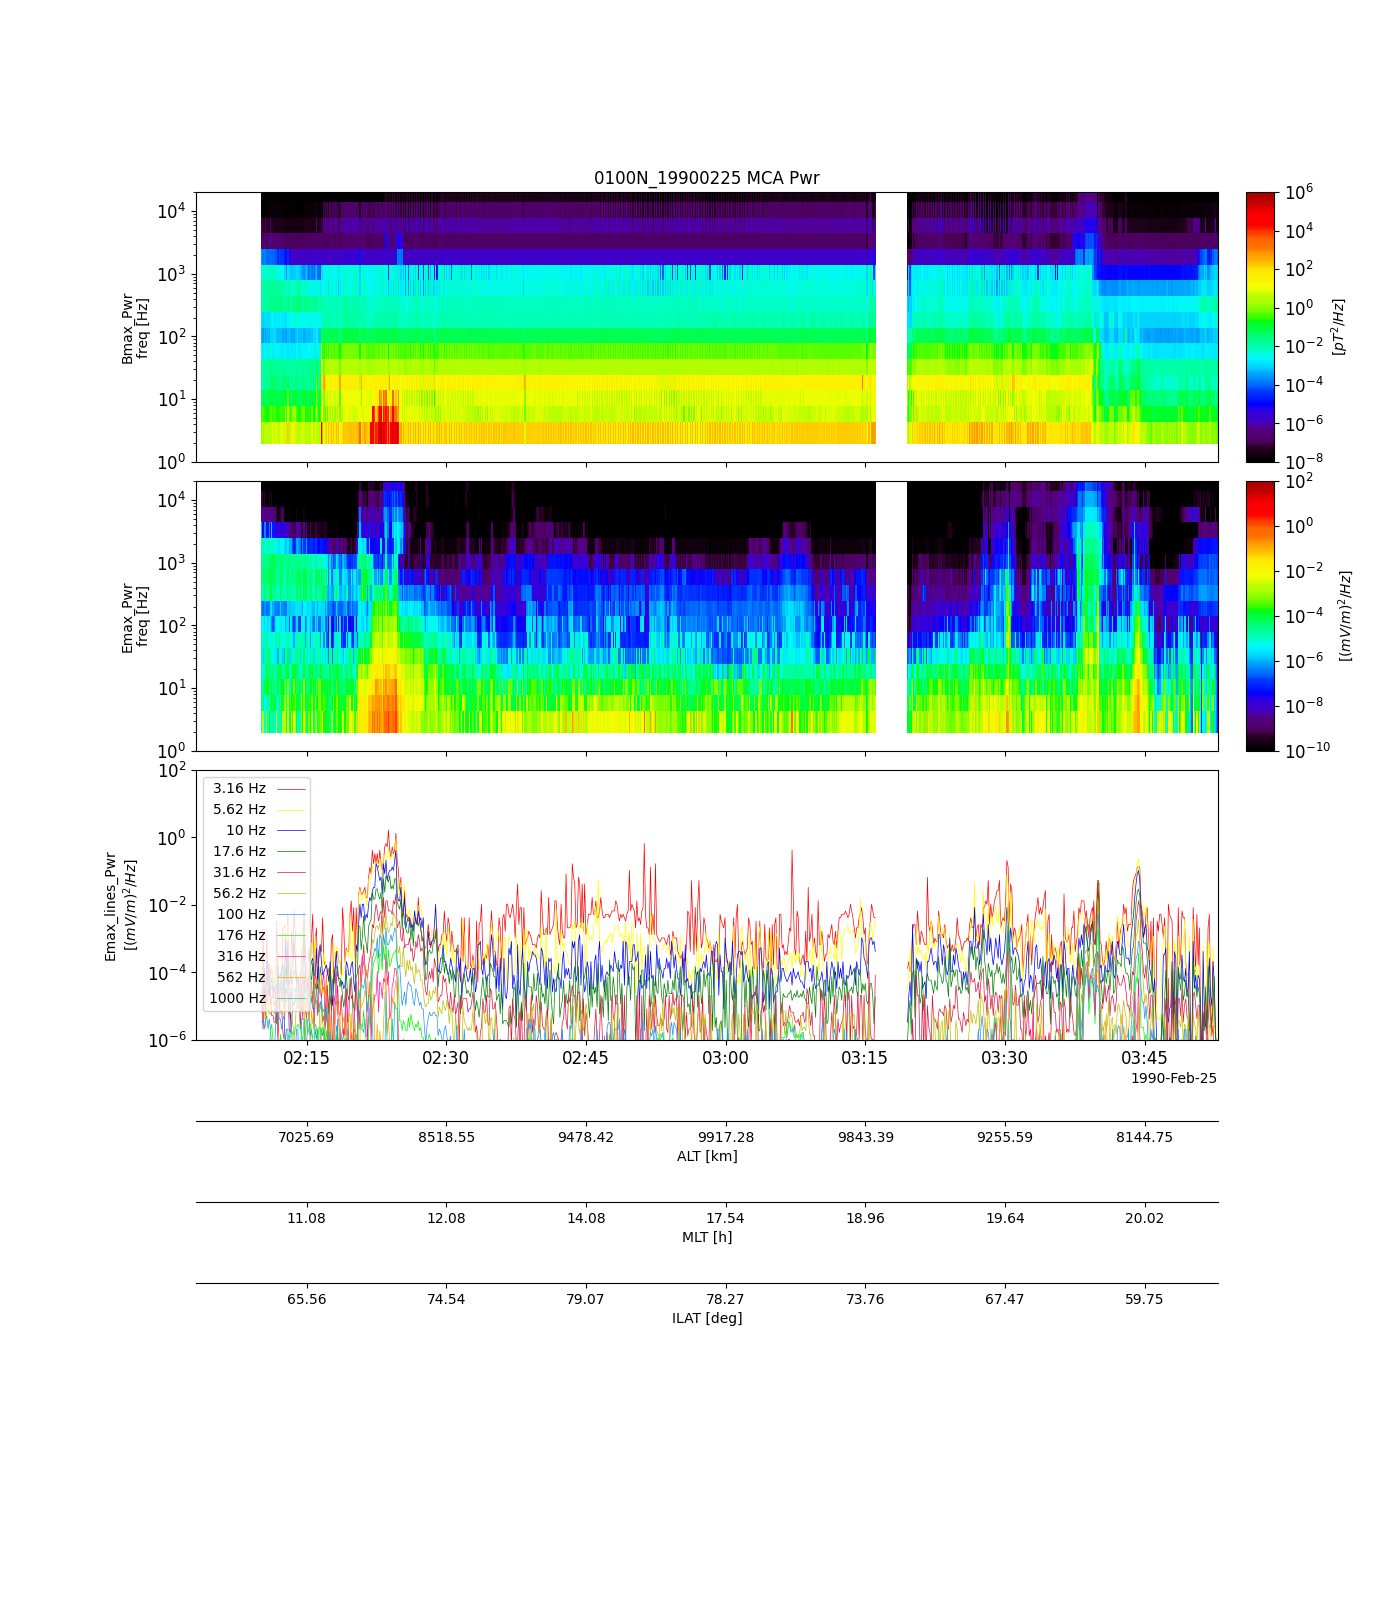 0100N_19900225 MCA Pwr
10^4
10^3
10^2
10^1
10^0
Bmax_Pwr
freq [Hz]
10^6
10^4
10^2
10^0
10^-2
10^-4
10^-6
10^-8
[pT^2/Hz]
10^4
10^3
10^2
10^1
10^0
Emax_Pwr
freq [Hz]
10^2
10^0
10^-2
10^-4
10^-6
10^-8
10^-10
[(mV/m)^2/Hz]
10^2
10^0
10^-2
10^-4
10^-6
Emax_lines_Pwr
[(mV/m)^2/Hz]
3.16 Hz
5.62 Hz
10 Hz
17.6 Hz
31.6 Hz
56.2 Hz
100 Hz
176 Hz
316 Hz
562 Hz
1000 Hz
02:15 02:30 02:45 03:00 03:15 03:30 03:45
1990-Feb-25
7025.69 8518.55 9478.42 9917.28 9843.39 9255.59 8144.75
ALT [km]
11.08 12.08 14.08 17.54 18.96 19.64 20.02
MLT [h]
65.56 74.54 79.07 78.27 73.76 67.47 59.75
ILAT [deg]